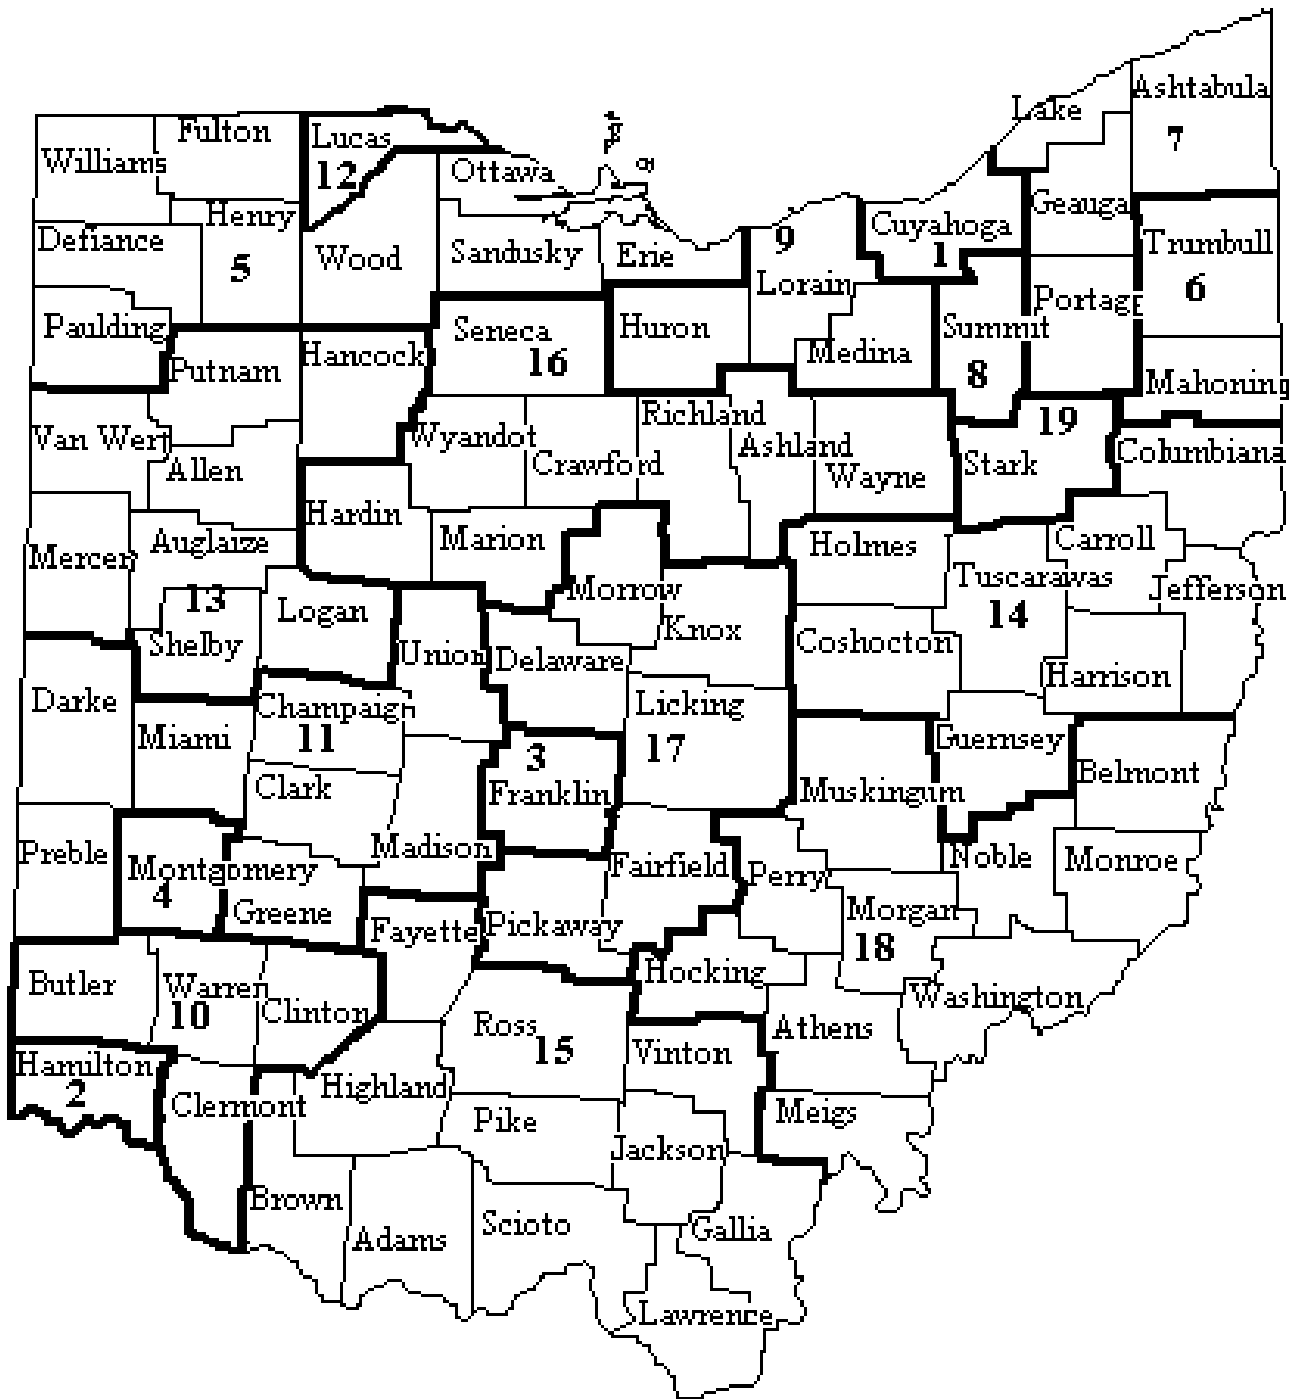 Ashtabula
Lake
7
Fulton
Lucas
Williams
12
Ottawa
Geauga
Henry
Cuyahoga
Defiance
9
Trumbull
Wood
Sandusky
Erie
1
5
Lorain
6
Portage
Paulding
Seneca
Huron
Summit
Hancock
Medina
16
Putnam
8
Mahoning
Richland
19
Van Wert
Wyandot
Ashland
Columbiana
Allen
Crawford
Wayne
Stark
Hardin
Auglaize
Marion
Holmes
Carroll
Mercer
Tuscarawas
Morrow
Jefferson
13
Logan
14
Shelby
Knox
Coshocton
Union
Delaware
Harrison
Darke
Champaign
Licking
Miami
11
17
3
Guernsey
Clark
Franklin
Muskingum
Belmont
Madison
Preble
Montgomery
Fairfield
Perry
Noble
Monroe
4
Greene
Fayette
Pickaway
Morgan
18
Butler
Warren
Hocking
Washington
10
Clinton
Ross
Athens
15
Hamilton
Vinton
2
Highland
Clermont
Pike
Meigs
Jackson
Brown
Adams
Scioto
Gallia
Lawrence